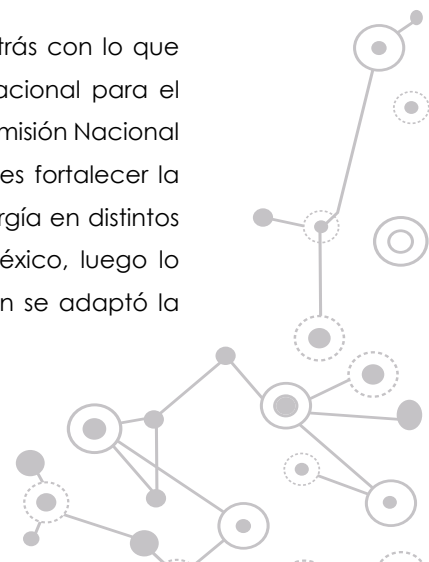 trás con lo que
acional para el
misión Nacional
es fortalecer la
rgía en distintos
éxico, luego lo
n se adaptó la